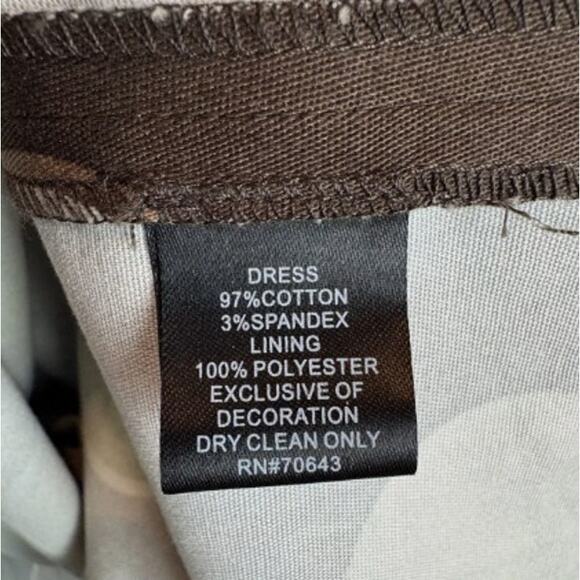 DRESS
97%COTTON
3%SPANDEX
LINING
100% POLYESTER
EXCLUSIVE OF
DECORATION
DRY CLEAN ONLY
RN#70643